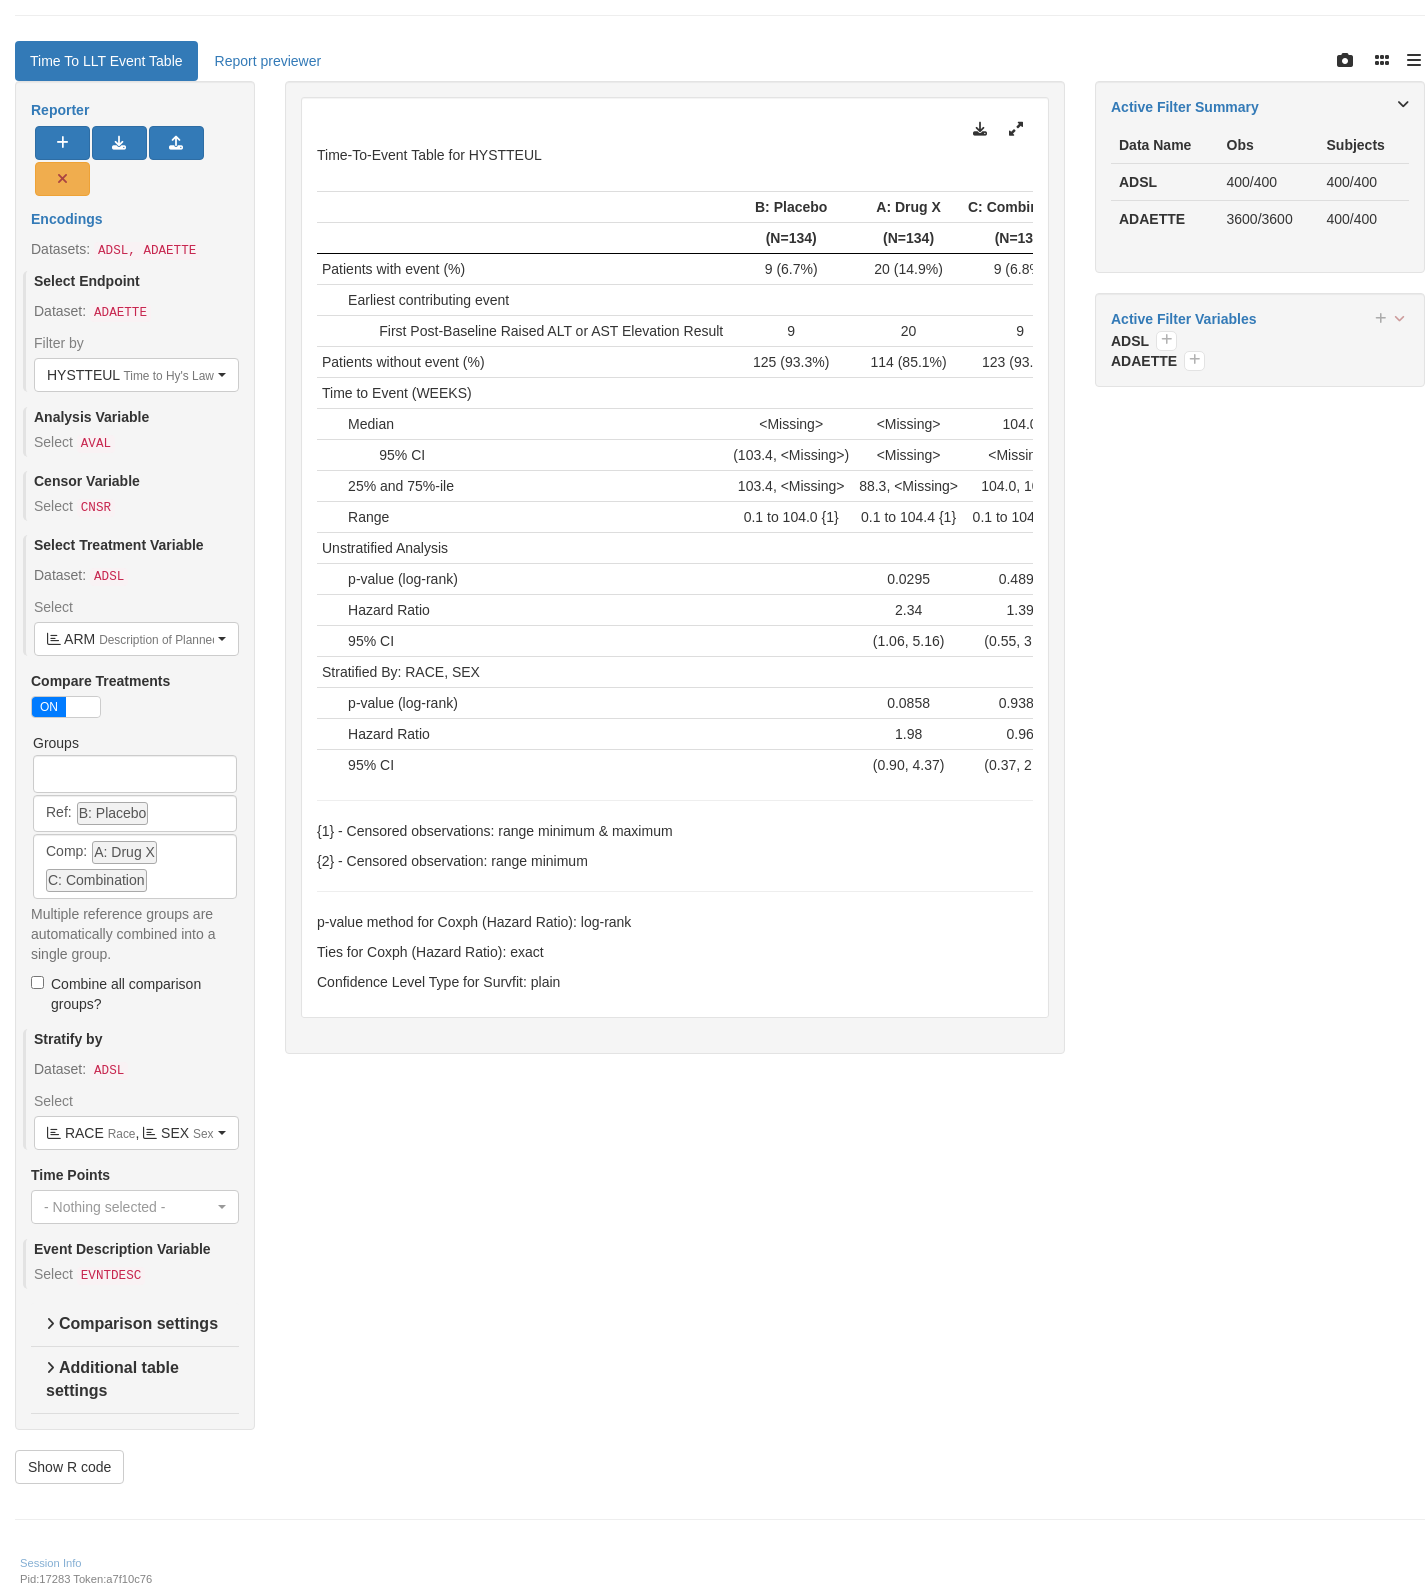 Time To LLT Event Table
Report previewer
Reporter
Encodings
Datasets: ADSL, ADAETTE
Select Endpoint
Dataset: ADAETTE
Filter by
HYSTTEUL Time to Hy's Law
Analysis Variable
Select AVAL
Censor Variable
Select CNSR
Select Treatment Variable
Dataset: ADSL
Select
ARM Description of Planned
Compare Treatments
ON
Groups
Ref: B: Placebo
Comp: A: Drug X
C: Combination
Multiple reference groups are
automatically combined into a
single group.
Combine all comparison
groups?
Stratify by
Dataset: ADSL
Select
RACE Race, SEX Sex
Time Points
- Nothing selected -
Event Description Variable
Select EVNTDESC
Comparison settings
Additional table
settings
Show R code
Time-To-Event Table for HYSTTEUL
B: Placebo A: Drug X C: Combin
(N=134) (N=134) (N=13
Patients with event (%) 9 (6.7%) 20 (14.9%) 9 (6.8%
Earliest contributing event
First Post-Baseline Raised ALT or AST Elevation Result 9 20 9
Patients without event (%) 125 (93.3%) 114 (85.1%) 123 (93.
Time to Event (WEEKS)
Median <Missing> <Missing> 104.0
95% CI (103.4, <Missing>) <Missing> <Missin
25% and 75%-ile 103.4, <Missing> 88.3, <Missing> 104.0, 10
Range 0.1 to 104.0 {1} 0.1 to 104.4 {1} 0.1 to 104
Unstratified Analysis
p-value (log-rank) 0.0295 0.489
Hazard Ratio 2.34 1.39
95% CI (1.06, 5.16) (0.55, 3
Stratified By: RACE, SEX
p-value (log-rank) 0.0858 0.938
Hazard Ratio 1.98 0.96
95% CI (0.90, 4.37) (0.37, 2
{1} - Censored observations: range minimum & maximum
{2} - Censored observation: range minimum
p-value method for Coxph (Hazard Ratio): log-rank
Ties for Coxph (Hazard Ratio): exact
Confidence Level Type for Survfit: plain
Active Filter Summary
Data Name Obs Subjects
ADSL 400/400 400/400
ADAETTE 3600/3600 400/400
Active Filter Variables
ADSL
ADAETTE
Session Info
Pid:17283 Token:a7f10c76